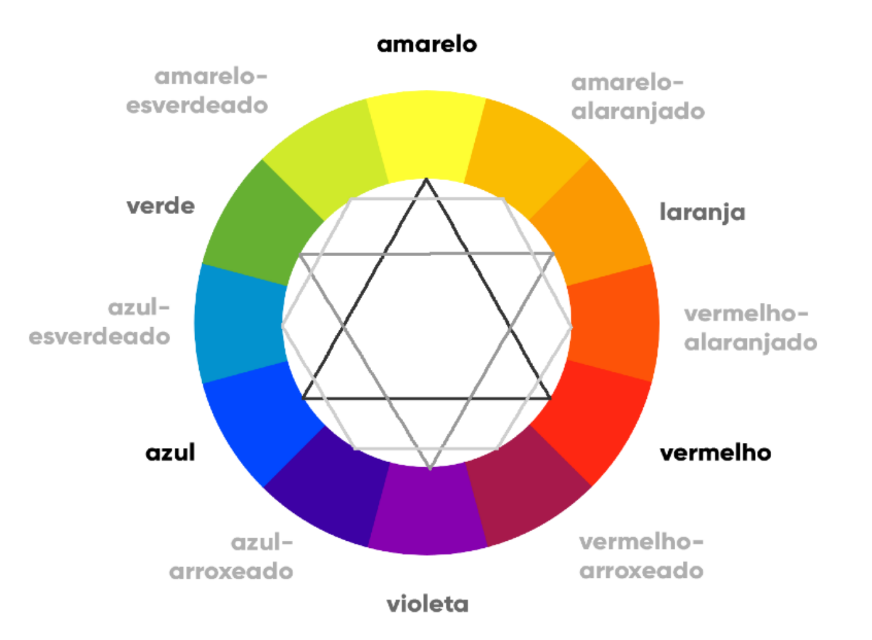 amarelo
amarelo-
esverdeado
amarelo-
alaranjado
verde
laranja
azul-
esverdeado
vermelho-
alaranjado
azul
vermelho
azul-
arroxeado
vermelho-
arroxeado
violeta